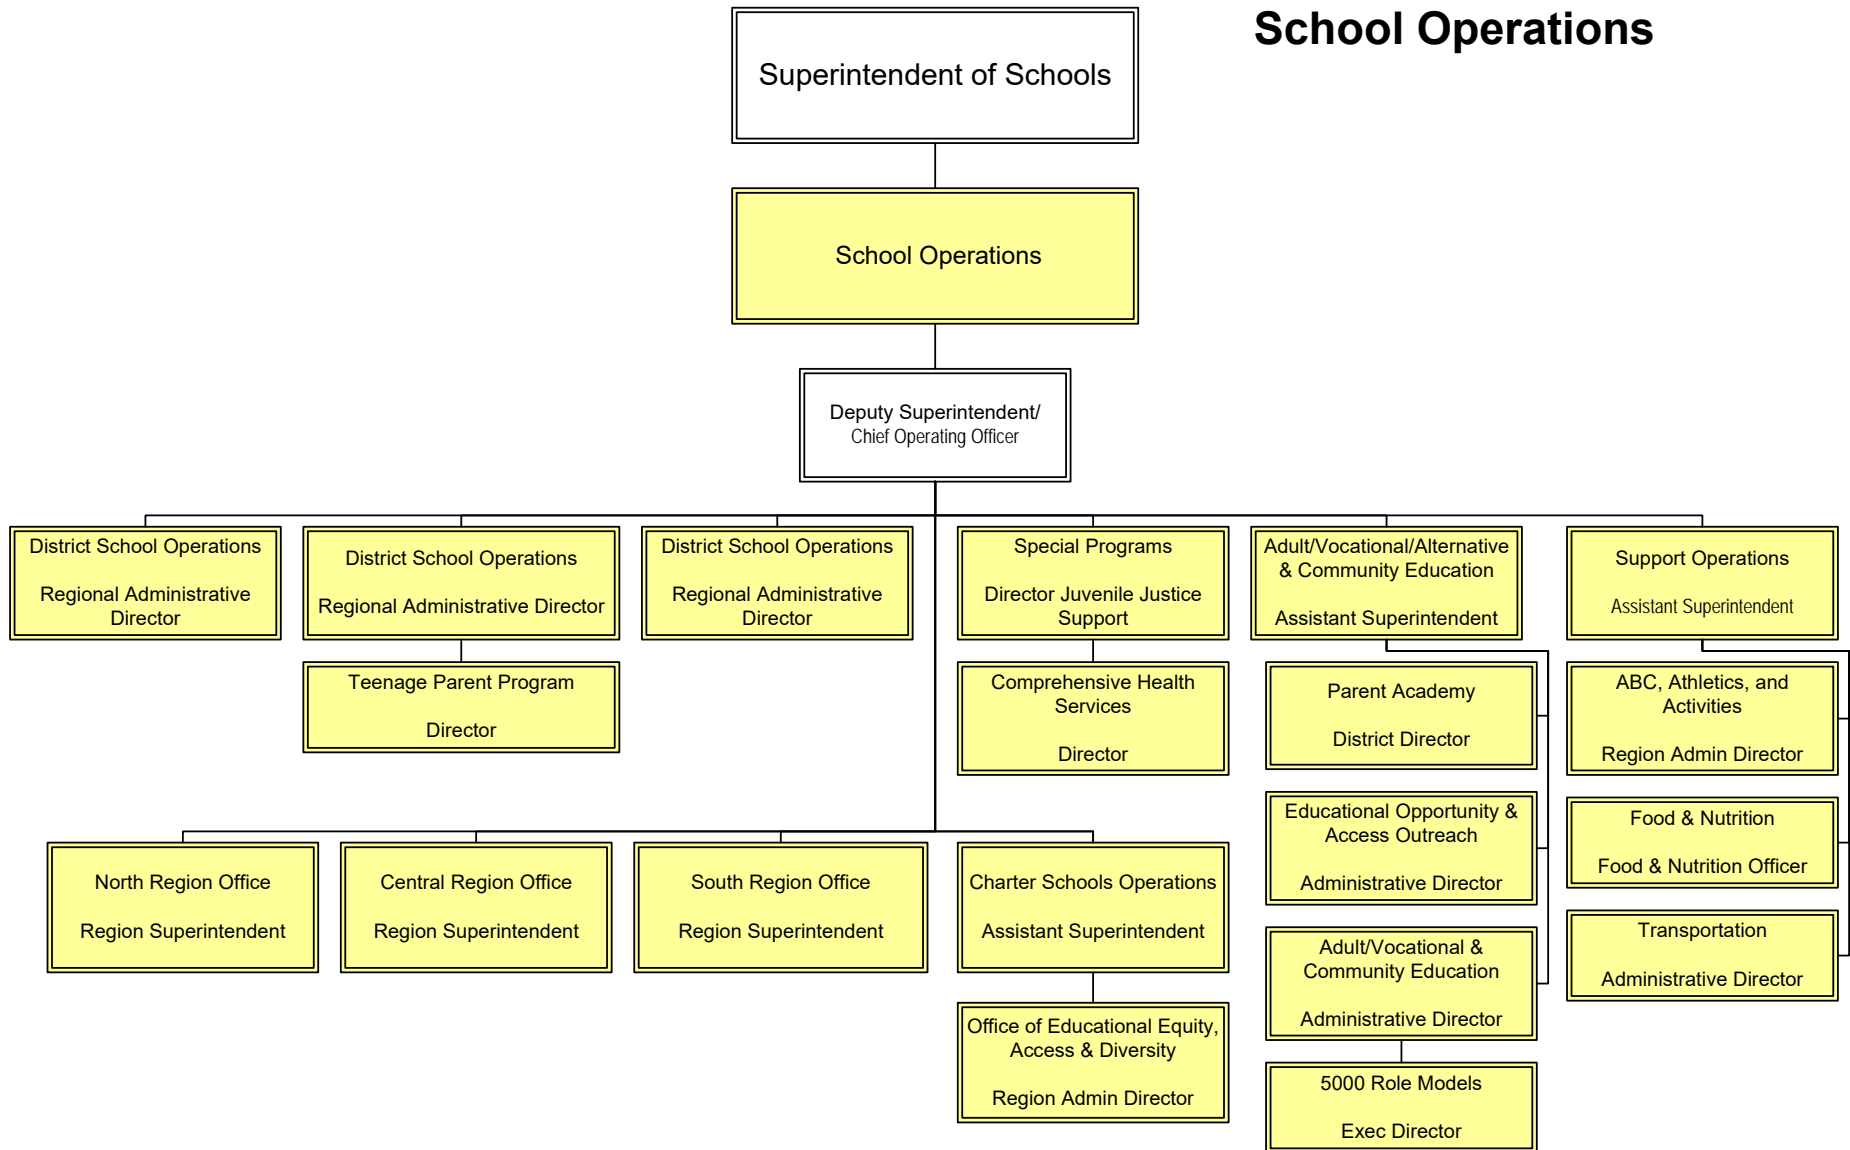 School Operations
Superintendent of Schools
School Operations
Deputy Superintendent/
Chief Operating Officer
District School Operations
Regional Administrative
Director
District School Operations
Regional Administrative Director
District School Operations
Regional Administrative
Director
Special Programs
Director Juvenile Justice
Support
Adult/Vocational/Alternative
& Community Education
Assistant Superintendent
Support Operations
Assistant Superintendent
Teenage Parent Program
Director
Comprehensive Health
Services
Director
Parent Academy
District Director
ABC, Athletics, and
Activities
Region Admin Director
Educational Opportunity &
Access Outreach
Administrative Director
Food & Nutrition
Food & Nutrition Officer
North Region Office
Region Superintendent
Central Region Office
Region Superintendent
South Region Office
Region Superintendent
Charter Schools Operations
Assistant Superintendent
Adult/Vocational &
Community Education
Administrative Director
Transportation
Administrative Director
Office of Educational Equity,
Access & Diversity
Region Admin Director
5000 Role Models
Exec Director